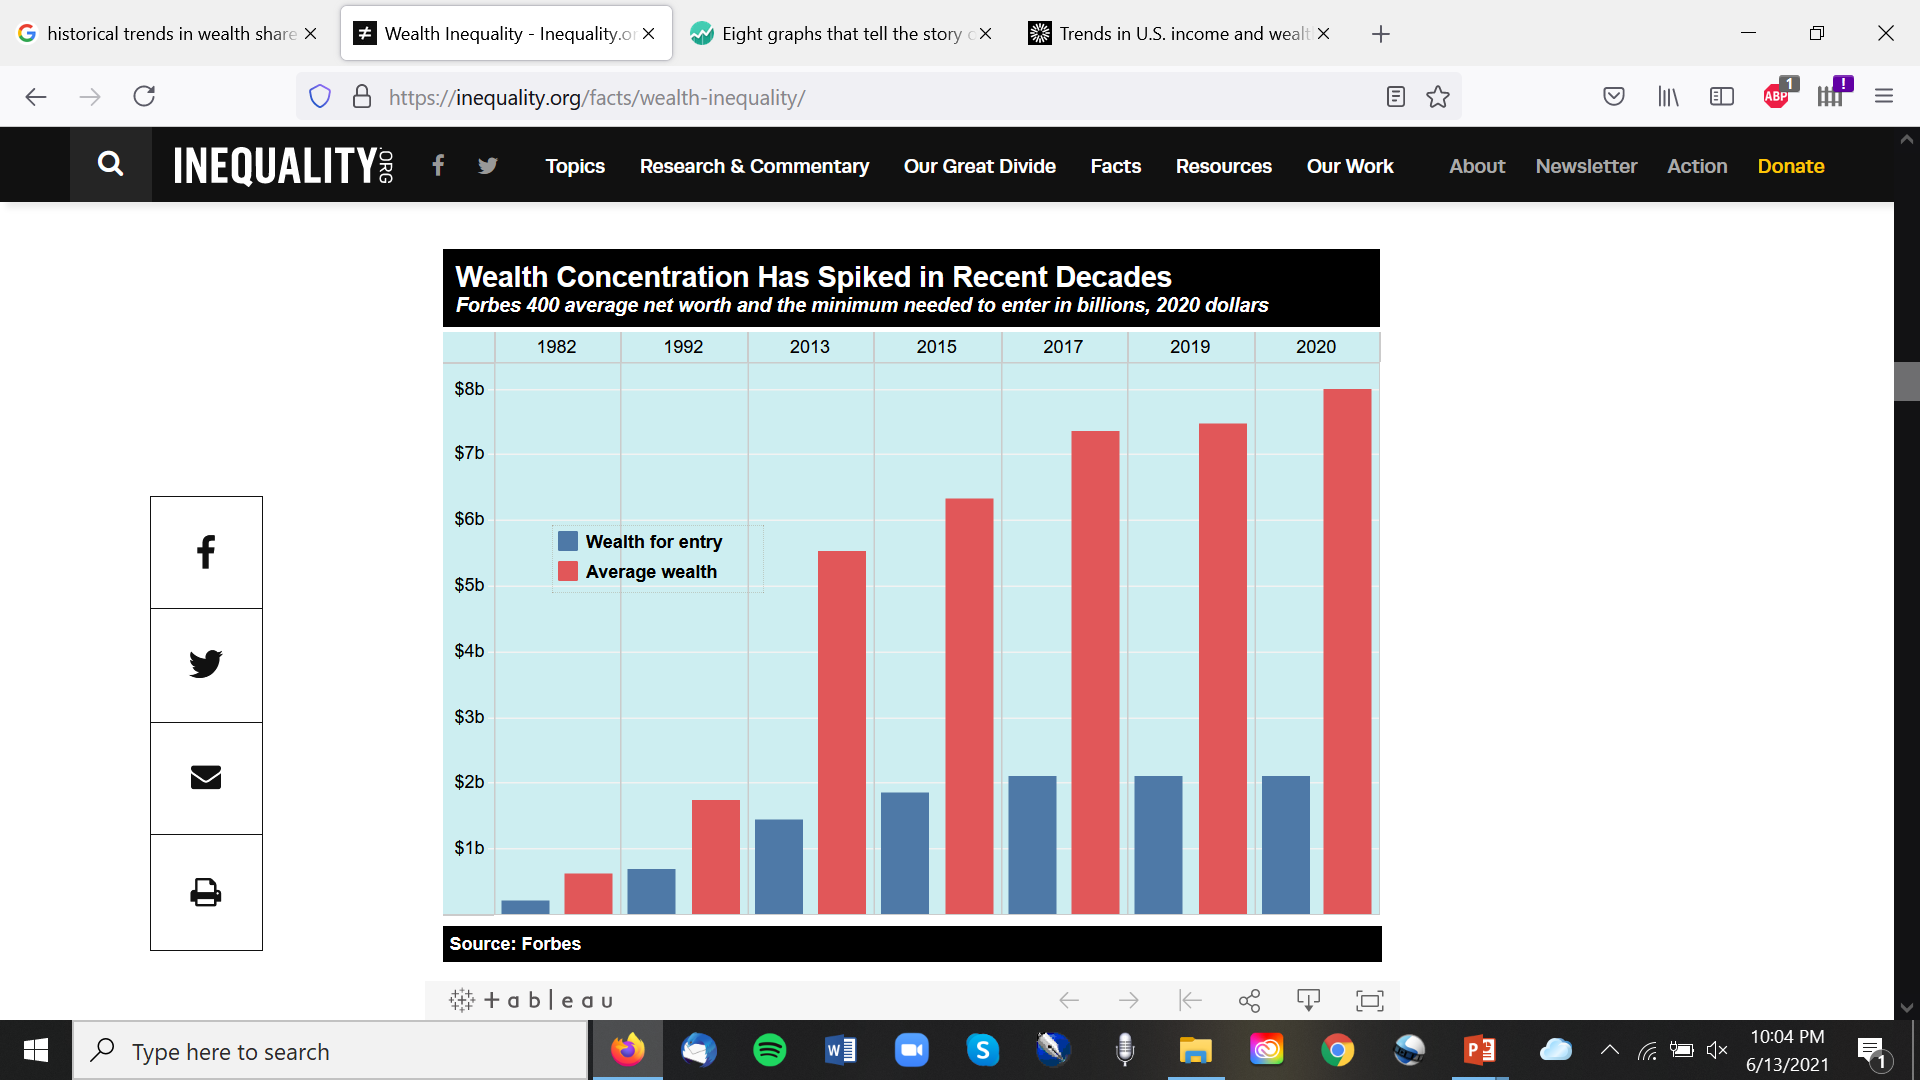 historical trends in wealth share
Wealth Inequality - Inequality.or
Eight graphs that tell the story o
Trends in U.S. income and wealt
https://inequality.org/facts/wealth-inequality/
ABP
1
!
INEQUALITY.ORG
Topics
Research & Commentary
Our Great Divide
Facts
Resources
Our Work
About
Newsletter
Action
Donate
Wealth Concentration Has Spiked in Recent Decades
Forbes 400 average net worth and the minimum needed to enter in billions, 2020 dollars
1982 1992 2013 2015 2017 2019 2020
$8b
$7b
$6b
Wealth for entry
Average wealth
$5b
$4b
$3b
$2b
$1b
Source: Forbes
+ableau
Type here to search
10:04 PM
6/13/2021
1